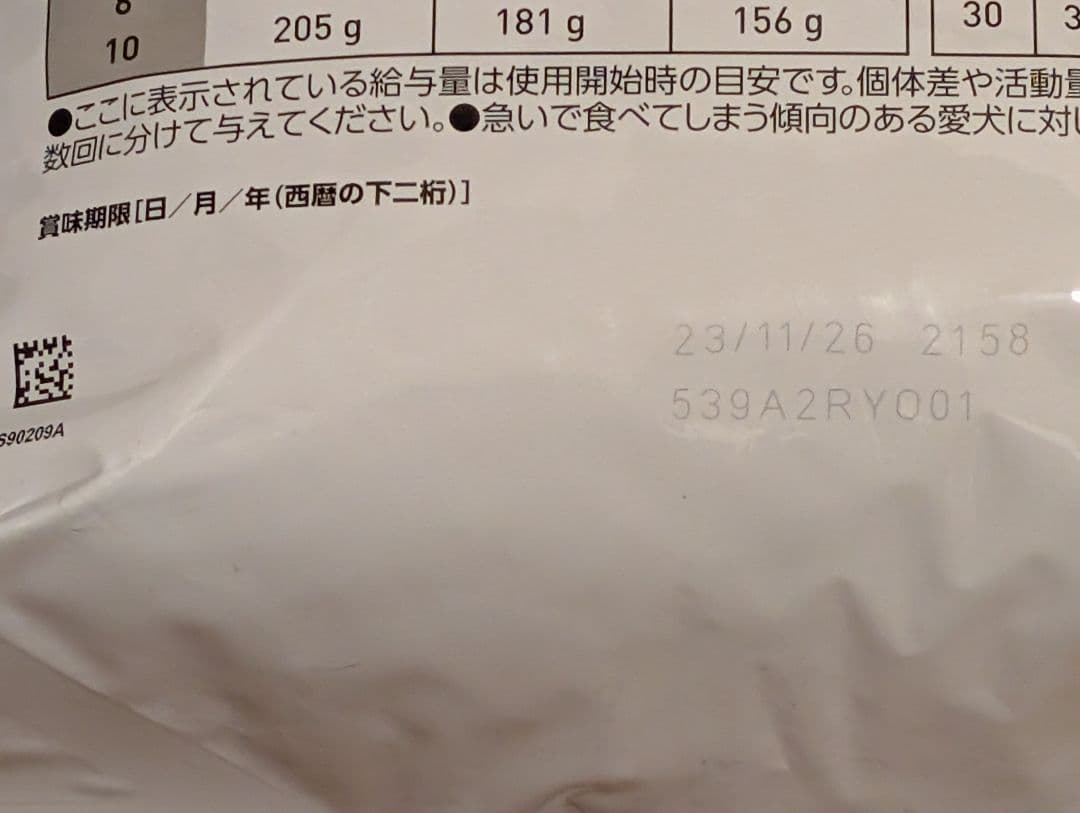 10 205 g 181 g 156 g 30
●ここに表示されている給与量は使用開始時の目安です。個体差や活動量
数回に分けて与えてください。●急いで食べてしまう傾向のある愛犬に対し
賞味期限[日／月／年(西暦の下二桁)]
23/11/26 2158
539A2RYO01
690209A